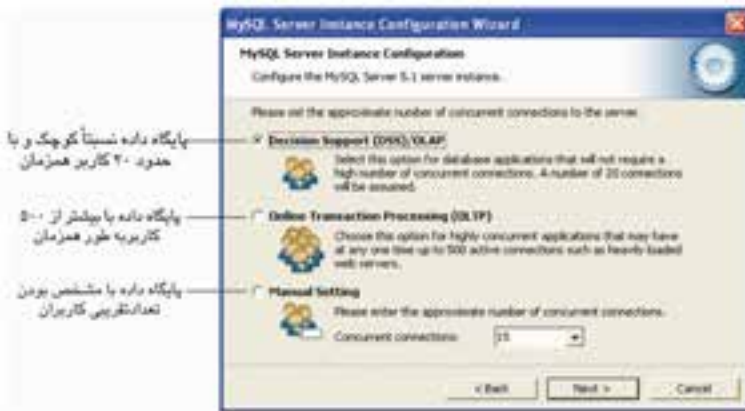 MySQL Server Instance Configuration Wizard
MySQL Server Instance Configuration
Configure the MySQL Server 5.1 server instance.
Please set the approximate number of concurrent connections to the server.
پایگاه داده نسبتاً کوچک و با
حدود ۲۰ کاربر همزمان
Decision Support (DSS)/OLAP
Select this option for database applications that will not require a
high number of concurrent connections. A number of 20 connections
will be assumed.
پایگاه داده با بیشتر از ۵۰۰
کاربربه طور همزمان
Online Transaction Processing (OLTP)
Choose this option for highly concurrent applications that may have
at any one time up to 500 active connections such as heavily loaded
web servers.
پایگاه داده با مشخص بودن
تعدادتقریبی کاربران
Manual Setting
Please enter the approximate number of concurrent connections.
Concurrent connections:
15
< Back
Next >
Cancel